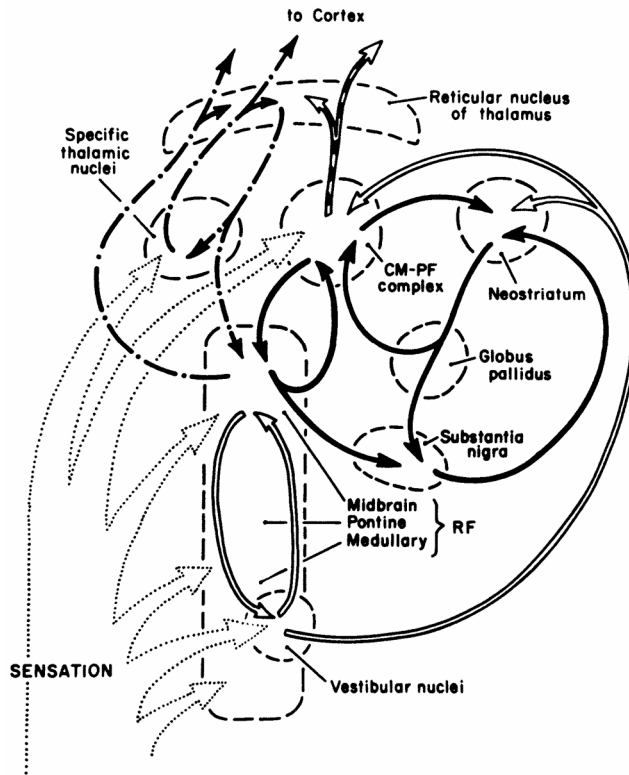 to Cortex
Reticular nucleus
of thalamus
Specific
thalamic
nuclei
CM-PF
complex
Neostriatum
Globus
pallidus
Substantia
nigra
Midbrain
Pontine
Medullary
RF
SENSATION
Vestibular nuclei